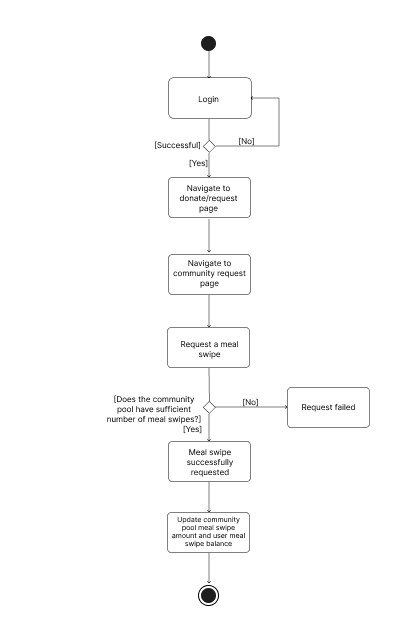 Login
[Successful]
[No]
[Yes]
Navigate to
donate/request
page
Navigate to
community request
page
Request a meal
swipe
[Does the community
pool have sufficient
number of meal swipes?]
[No]
Request failed
[Yes]
Meal swipe
successfully
requested
Update community
pool meal swipe
amount and user meal
swipe balance